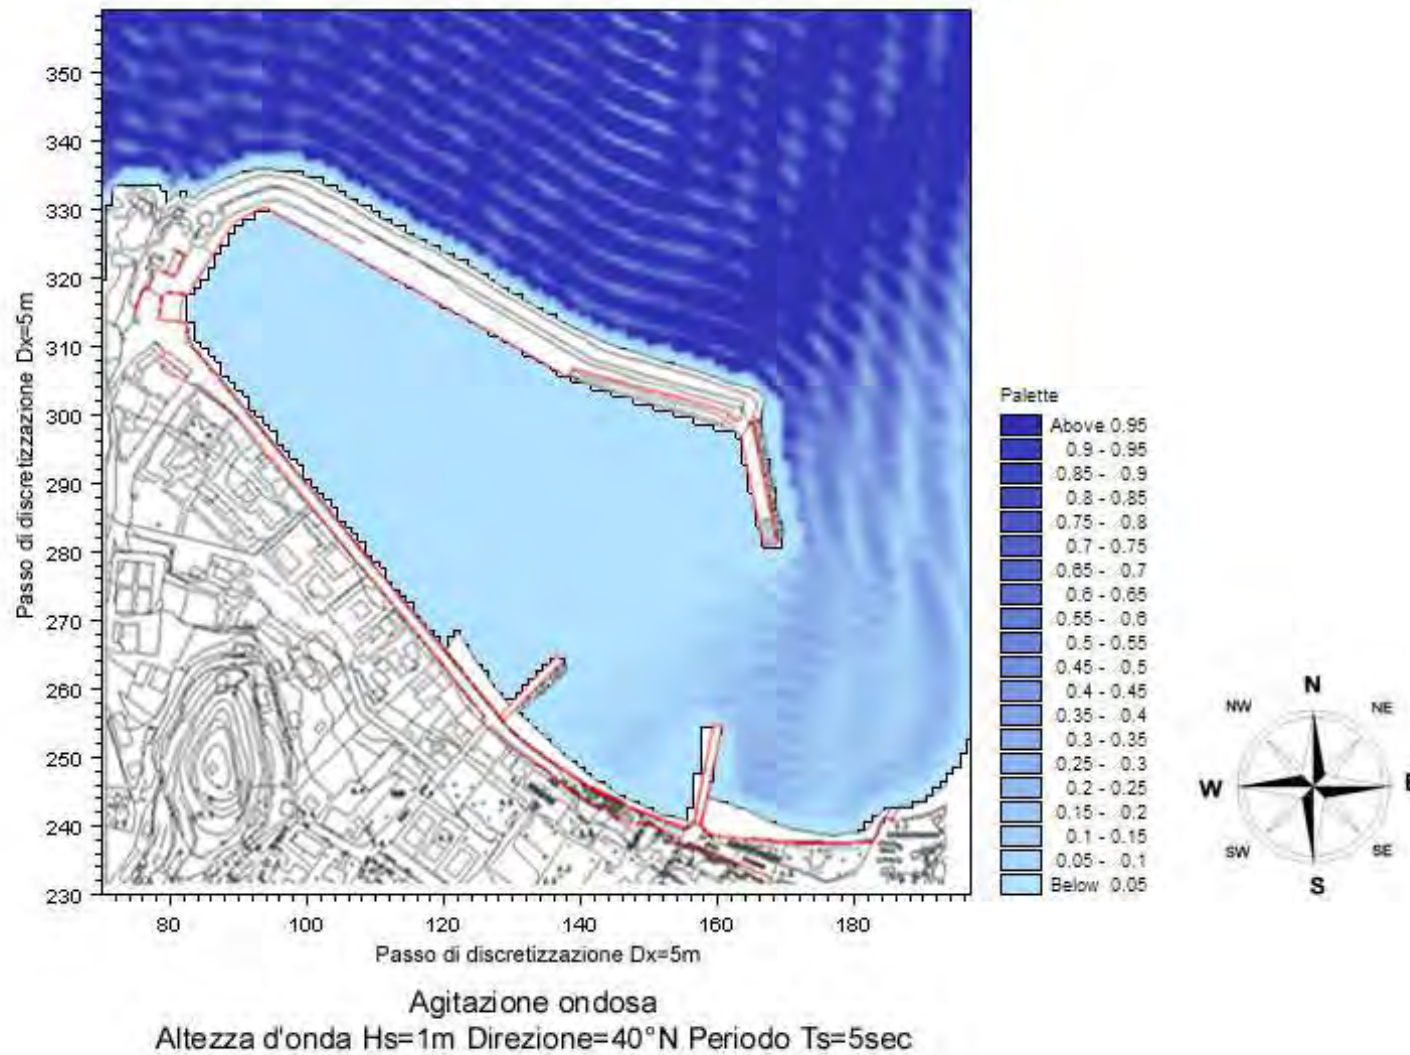 350
340
330
320
310
300
290
280
270
260
250
240
230
Passo di discretizzazione Dx=5m
80 100 120 140 160 180
Passo di discretizzazione Dx=5m
Palette
Above 0.95
0.9 - 0.95
0.85 - 0.9
0.8 - 0.85
0.75 - 0.8
0.7 - 0.75
0.65 - 0.7
0.6 - 0.65
0.55 - 0.6
0.5 - 0.55
0.45 - 0.5
0.4 - 0.45
0.35 - 0.4
0.3 - 0.35
0.25 - 0.3
0.2 - 0.25
0.15 - 0.2
0.1 - 0.15
0.05 - 0.1
Below 0.05
N
NW NE
W E
SW SE
S
Agitazione ondosa
Altezza d'onda Hs=1m Direzione=40°N Periodo Ts=5sec